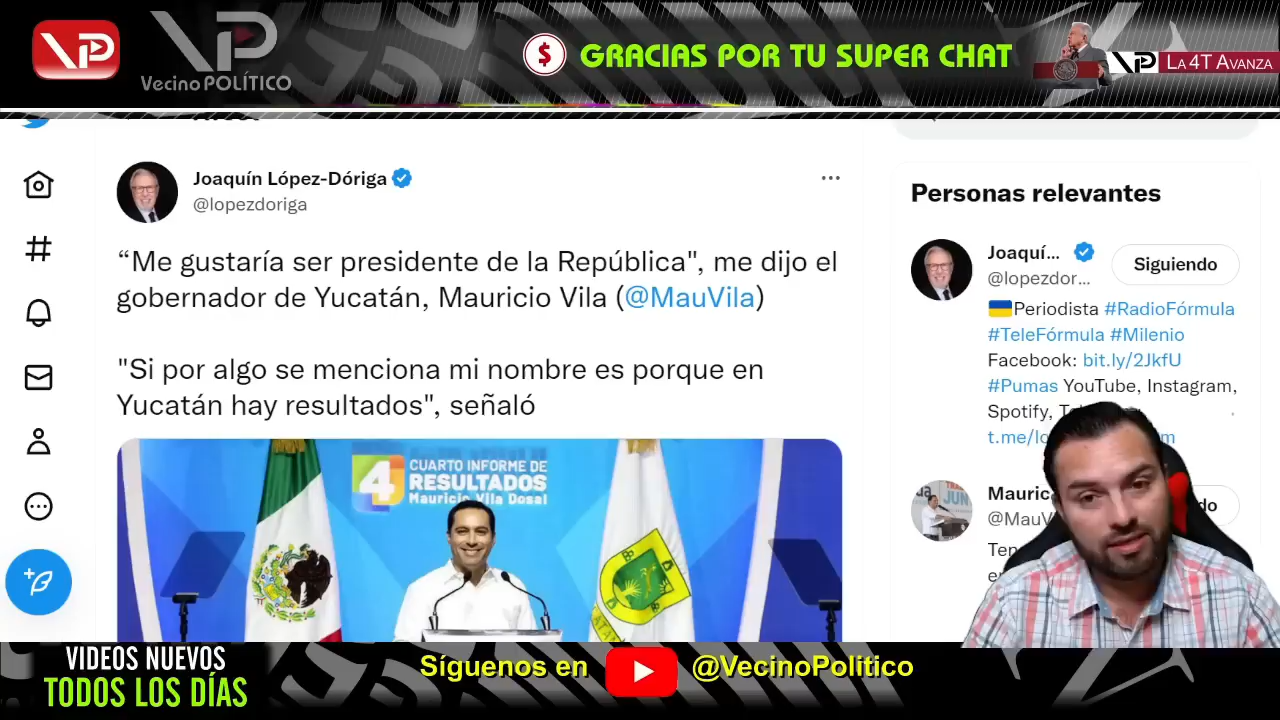 VP
VP
Vecino POLÍTICO
$ GRACIAS POR TU SUPER CHAT
VP LA 4T AVANZA
Joaquín López-Dóriga
@lopezdoriga
“Me gustaría ser presidente de la República", me dijo el
gobernador de Yucatán, Mauricio Vila (@MauVila)
"Si por algo se menciona mi nombre es porque en
Yucatán hay resultados", señaló
4 CUARTO INFORME DE
RESULTADOS
Mauricio Vila Dosal
Personas relevantes
Joaquí...
@lopezdor...
Siguiendo
Periodista #RadioFórmula
#TeleFórmula #Milenio
Facebook: bit.ly/2JkfU
#Pumas YouTube, Instagram,
Spotify,
VIDEOS NUEVOS
TODOS LOS DÍAS
Síguenos en @VecinoPolitico